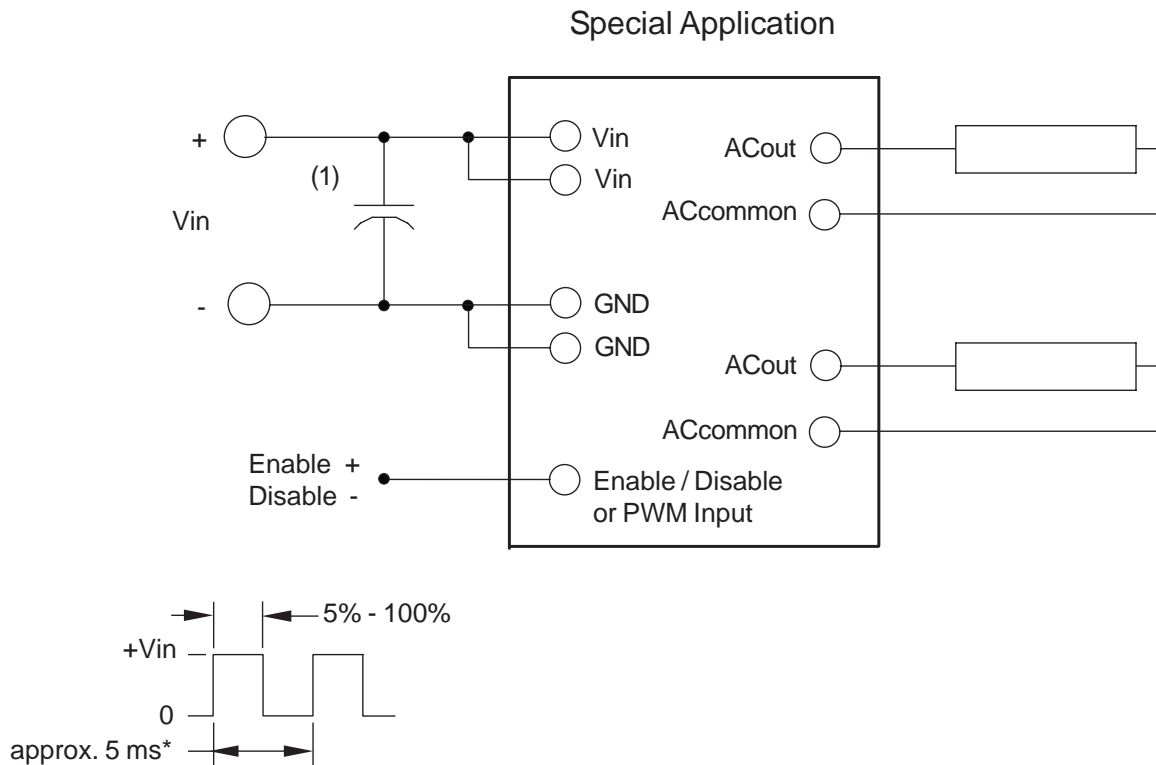 Special Application
+
(1)
Vin
-
Vin
Vin
GND
GND
ACout
ACcommon
ACout
ACcommon
Enable +
Disable -
Enable / Disable
or PWM Input
5% - 100%
+Vin
0
approx. 5 ms*